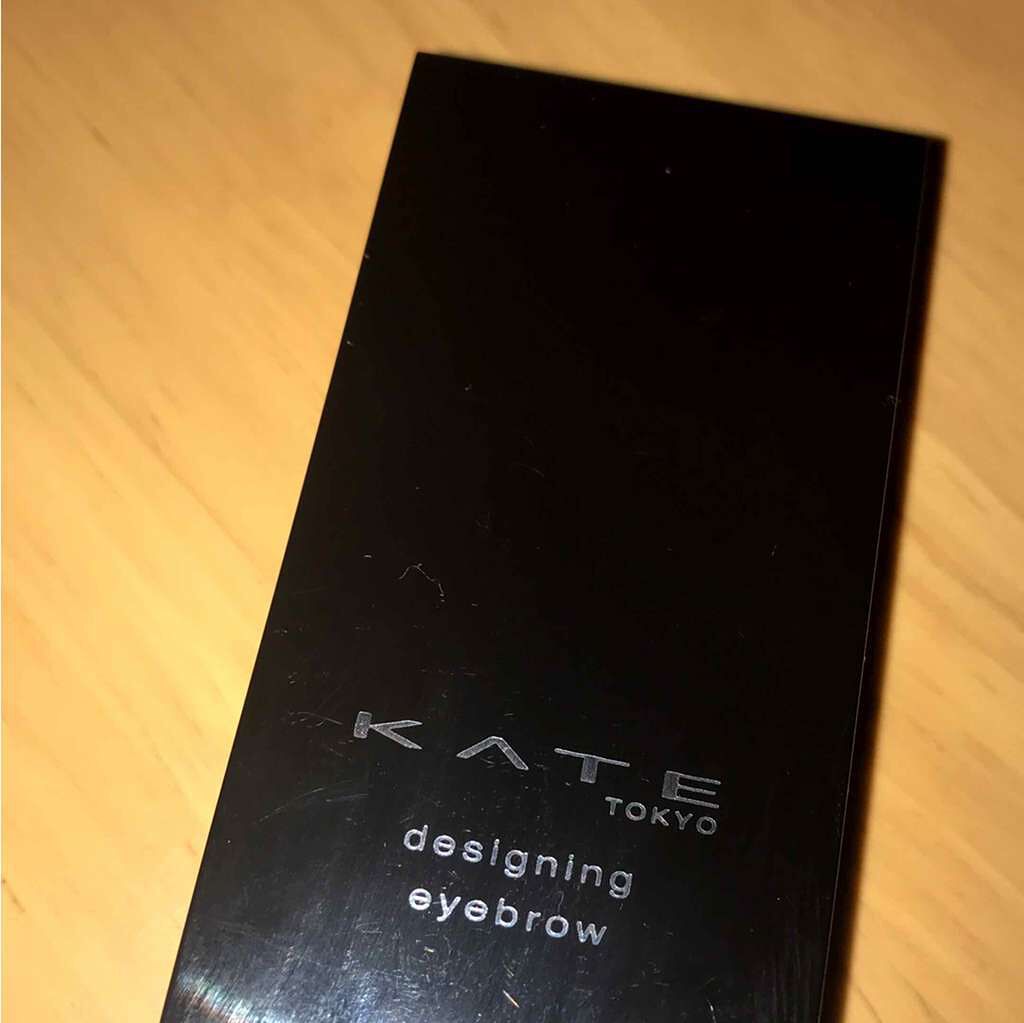 KATE
TOKYO
designing
eyebrow